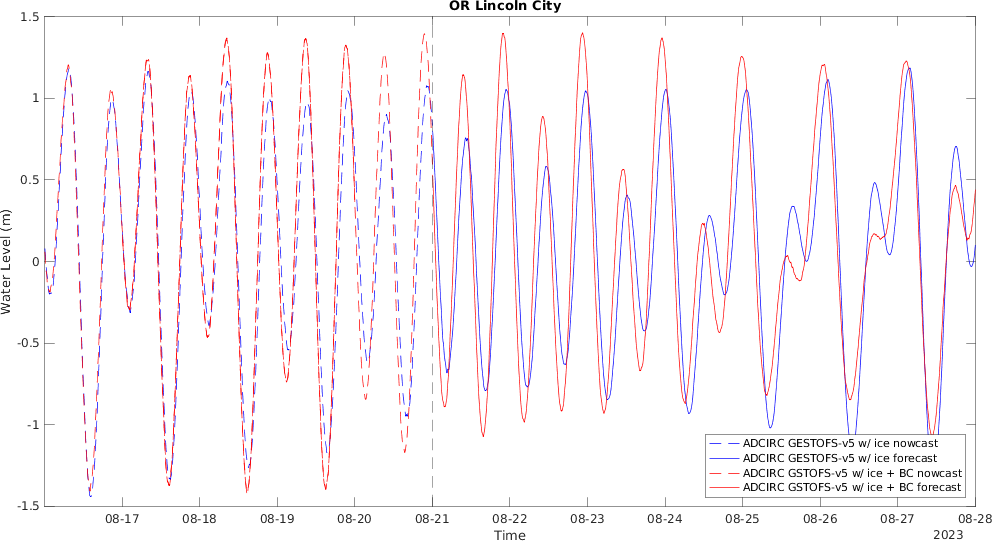 OR Lincoln City
1.5
1
0.5
0
-0.5
-1
-1.5
Water Level (m)
08-17 08-18 08-19 08-20 08-21 08-22 08-23 08-24 08-25 08-26 08-27 08-28
Time
2023
ADCIRC GESTOFS-v5 w/ ice nowcast
ADCIRC GESTOFS-v5 w/ ice forecast
ADCIRC GSTOFS-v5 w/ ice + BC nowcast
ADCIRC GSTOFS-v5 w/ ice + BC forecast